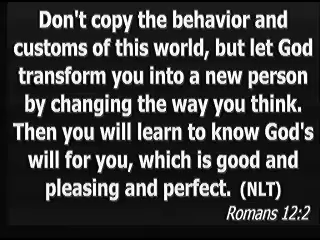 Don't copy the behavior and
customs of this world, but let God
transform you into a new person
by changing the way you think.
Then you will learn to know God's
will for you, which is good and
pleasing and perfect. (NLT)
Romans 12:2